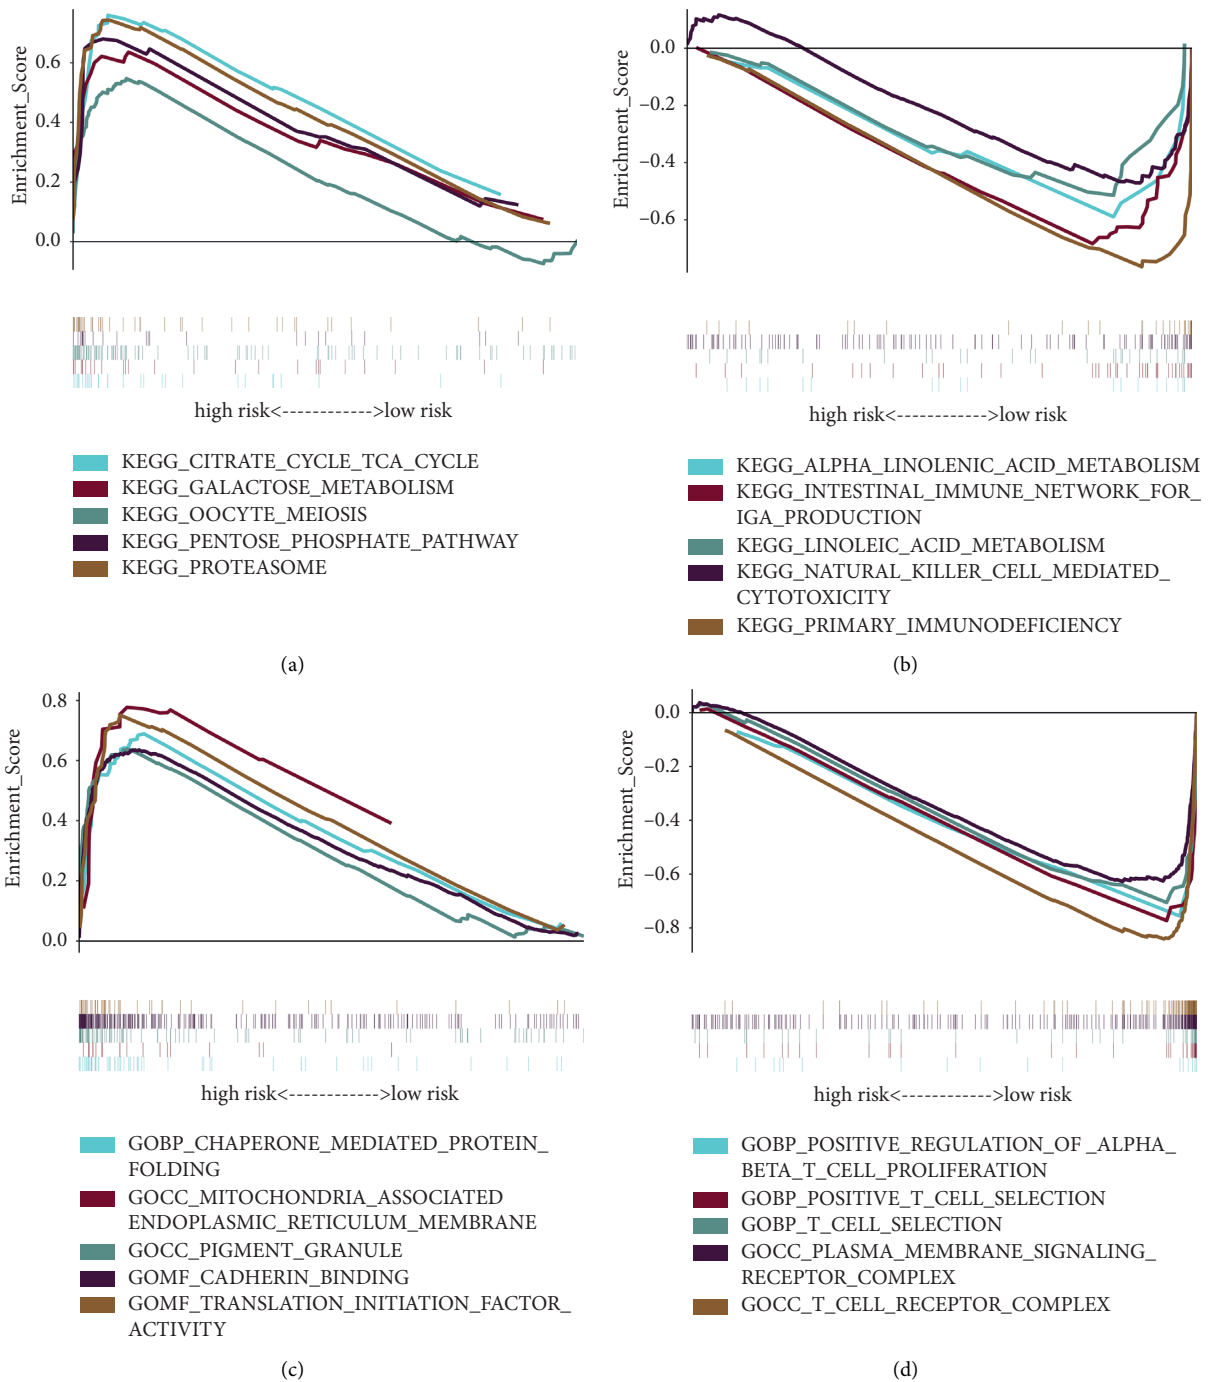 Enrichment_Score
0.6
0.4
0.2
0.0
high risk<------------>low risk
KEGG_CITRATE_CYCLE_TCA_CYCLE
KEGG_GALACTOSE_METABOLISM
KEGG_OOCYTE_MEIOSIS
KEGG_PENTOSE_PHOSPHATE_PATHWAY
KEGG_PROTEASOME
(a)
Enrichment_Score
0.0
−0.2
−0.4
−0.6
high risk<------------>low risk
KEGG_ALPHA_LINOLENIC_ACID_METABOLISM
KEGG_INTESTINAL_IMMUNE_NETWORK_FOR_
IGA_PRODUCTION
KEGG_LINOLEIC_ACID_METABOLISM
KEGG_NATURAL_KILLER_CELL_MEDIATED_
CYTOTOXICITY
KEGG_PRIMARY_IMMUNODEFICIENCY
(b)
Enrichment_Score
0.8
0.6
0.4
0.2
0.0
high risk<------------>low risk
GOBP_CHAPERONE_MEDIATED_PROTEIN_
FOLDING
GOCC_MITOCHONDRIA_ASSOCIATED
ENDOPLASMIC_RETICULUM_MEMBRANE
GOCC_PIGMENT_GRANULE
GOMF_CADHERIN_BINDING
GOMF_TRANSLATION_INITIATION_FACTOR_
ACTIVITY
(c)
Enrichment_Score
0.0
−0.2
−0.4
−0.6
−0.8
high risk<------------>low risk
GOBP_POSITIVE_REGULATION_OF _ALPHA_
BETA_T_CELL_PROLIFERATION
GOBP_POSITIVE_T_CELL_SELECTION
GOBP_T_CELL_SELECTION
GOCC_PLASMA_MEMBRANE_SIGNALING_
RECEPTOR_COMPLEX
GOCC_T_CELL_RECEPTOR_COMPLEX
(d)